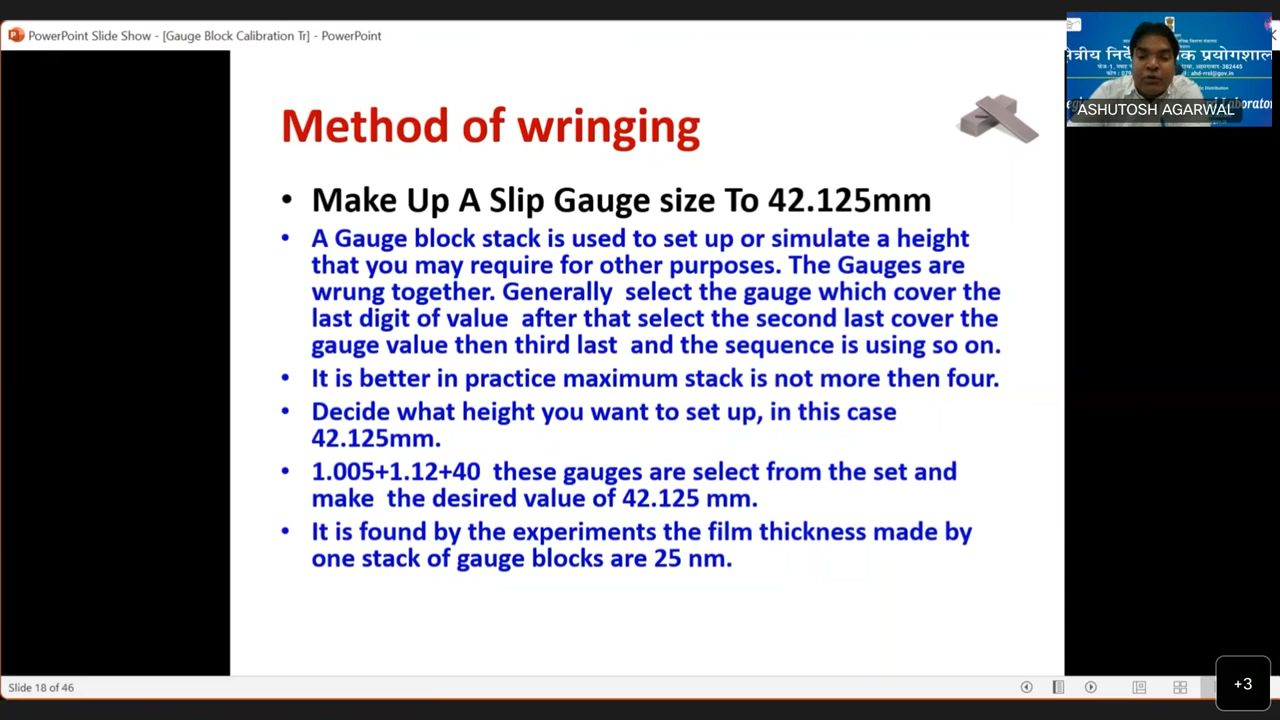 PowerPoint Slide Show - [Gauge Block Calibration Tr] - PowerPoint
Method of wringing
• Make Up A Slip Gauge size To 42.125mm
• A Gauge block stack is used to set up or simulate a height
that you may require for other purposes. The Gauges are
wrung together. Generally select the gauge which cover the
last digit of value after that select the second last cover the
gauge value then third last and the sequence is using so on.
• It is better in practice maximum stack is not more then four.
• Decide what height you want to set up, in this case
42.125mm.
• 1.005+1.12+40 these gauges are select from the set and
make the desired value of 42.125 mm.
• It is found by the experiments the film thickness made by
one stack of gauge blocks are 25 nm.
प्रयोगशाला
abd-rrsl@gov.in
ASHUTOSH AGARWAL
Slide 18 of 46
+3